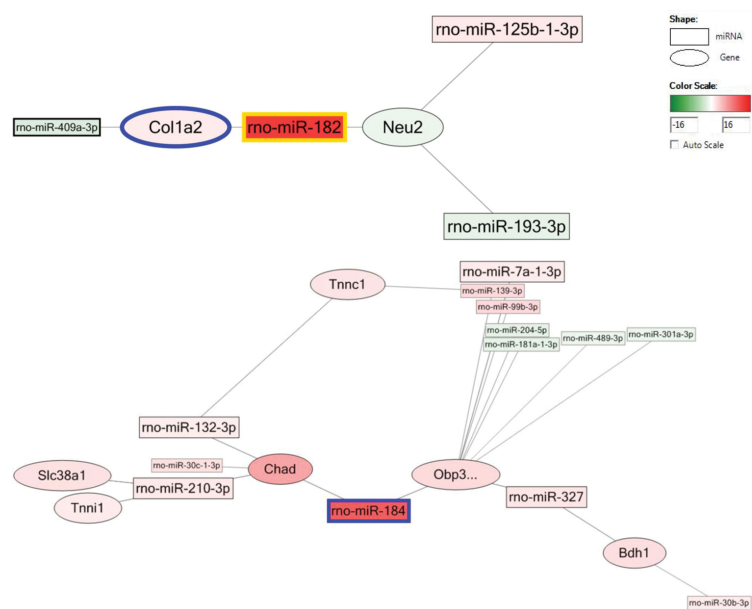 rno-miR-125b-1-3p
Shape:
miRNA
Gene
Color Scale:
-16 16
Auto Scale
rno-miR-409a-3p Col1a2 rno-miR-182 Neu2
rno-miR-193-3p
rno-miR-7a-1-3p
Tnnc1
rno-miR-139-3p
rno-miR-99b-3p
rno-miR-204-5p
rno-miR-181a-1-3p rno-miR-489-3p rno-miR-301a-3p
rno-miR-132-3p
rno-miR-30c-1-3p Chad
Slc38a1
rno-miR-210-3p
Tnni1
Obp3...
rno-miR-184
rno-miR-327
Bdh1
rno-miR-30b-3p